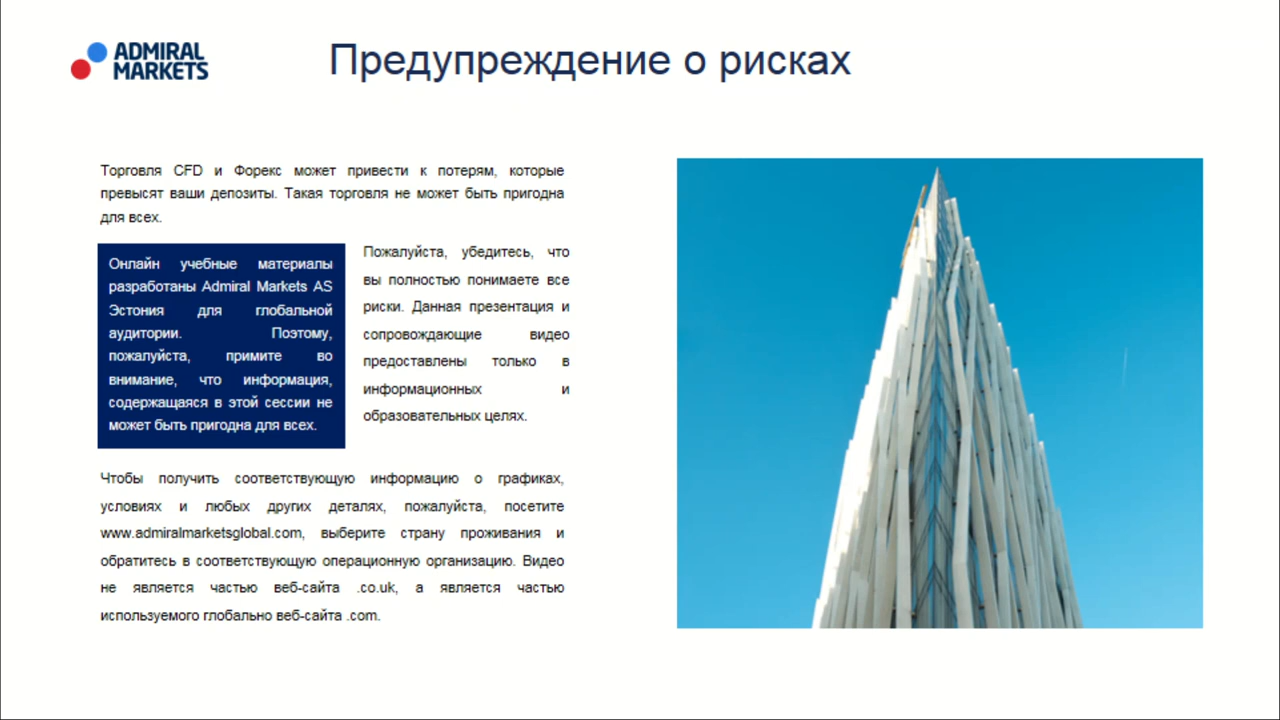 ADMIRAL
MARKETS
Предупреждение о рисках
Торговля CFD и Форекс может привести к потерям, которые
превысят ваши депозиты. Такая торговля не может быть пригодна
для всех.
Онлайн учебные материалы
разработаны Admiral Markets AS
Эстония для глобальной
аудитории. Поэтому,
пожалуйста, примите во
внимание, что информация,
содержащаяся в этой сессии не
может быть пригодна для всех.
Пожалуйста, убедитесь, что
вы полностью понимаете все
риски. Данная презентация и
сопровождающие видео
предоставлены только в
информационных и
образовательных целях.
Чтобы получить соответствующую информацию о графиках,
условиях и любых других деталях, пожалуйста, посетите
www.admiralmarketsglobal.com, выберите страну проживания и
обратитесь в соответствующую операционную организацию. Видео
не является частью веб-сайта .co.uk, а является частью
используемого глобально веб-сайта .com.